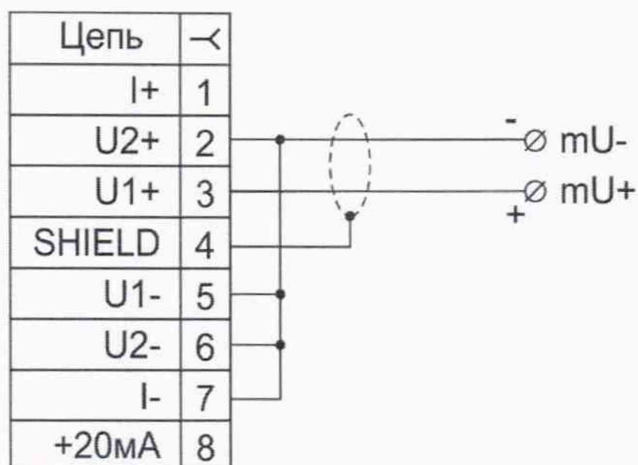 Цепь
I+ 1
U2+ 2 - mU-
U1+ 3 + mU+
SHIELD 4
U1- 5
U2- 6
I- 7
+20мА 8